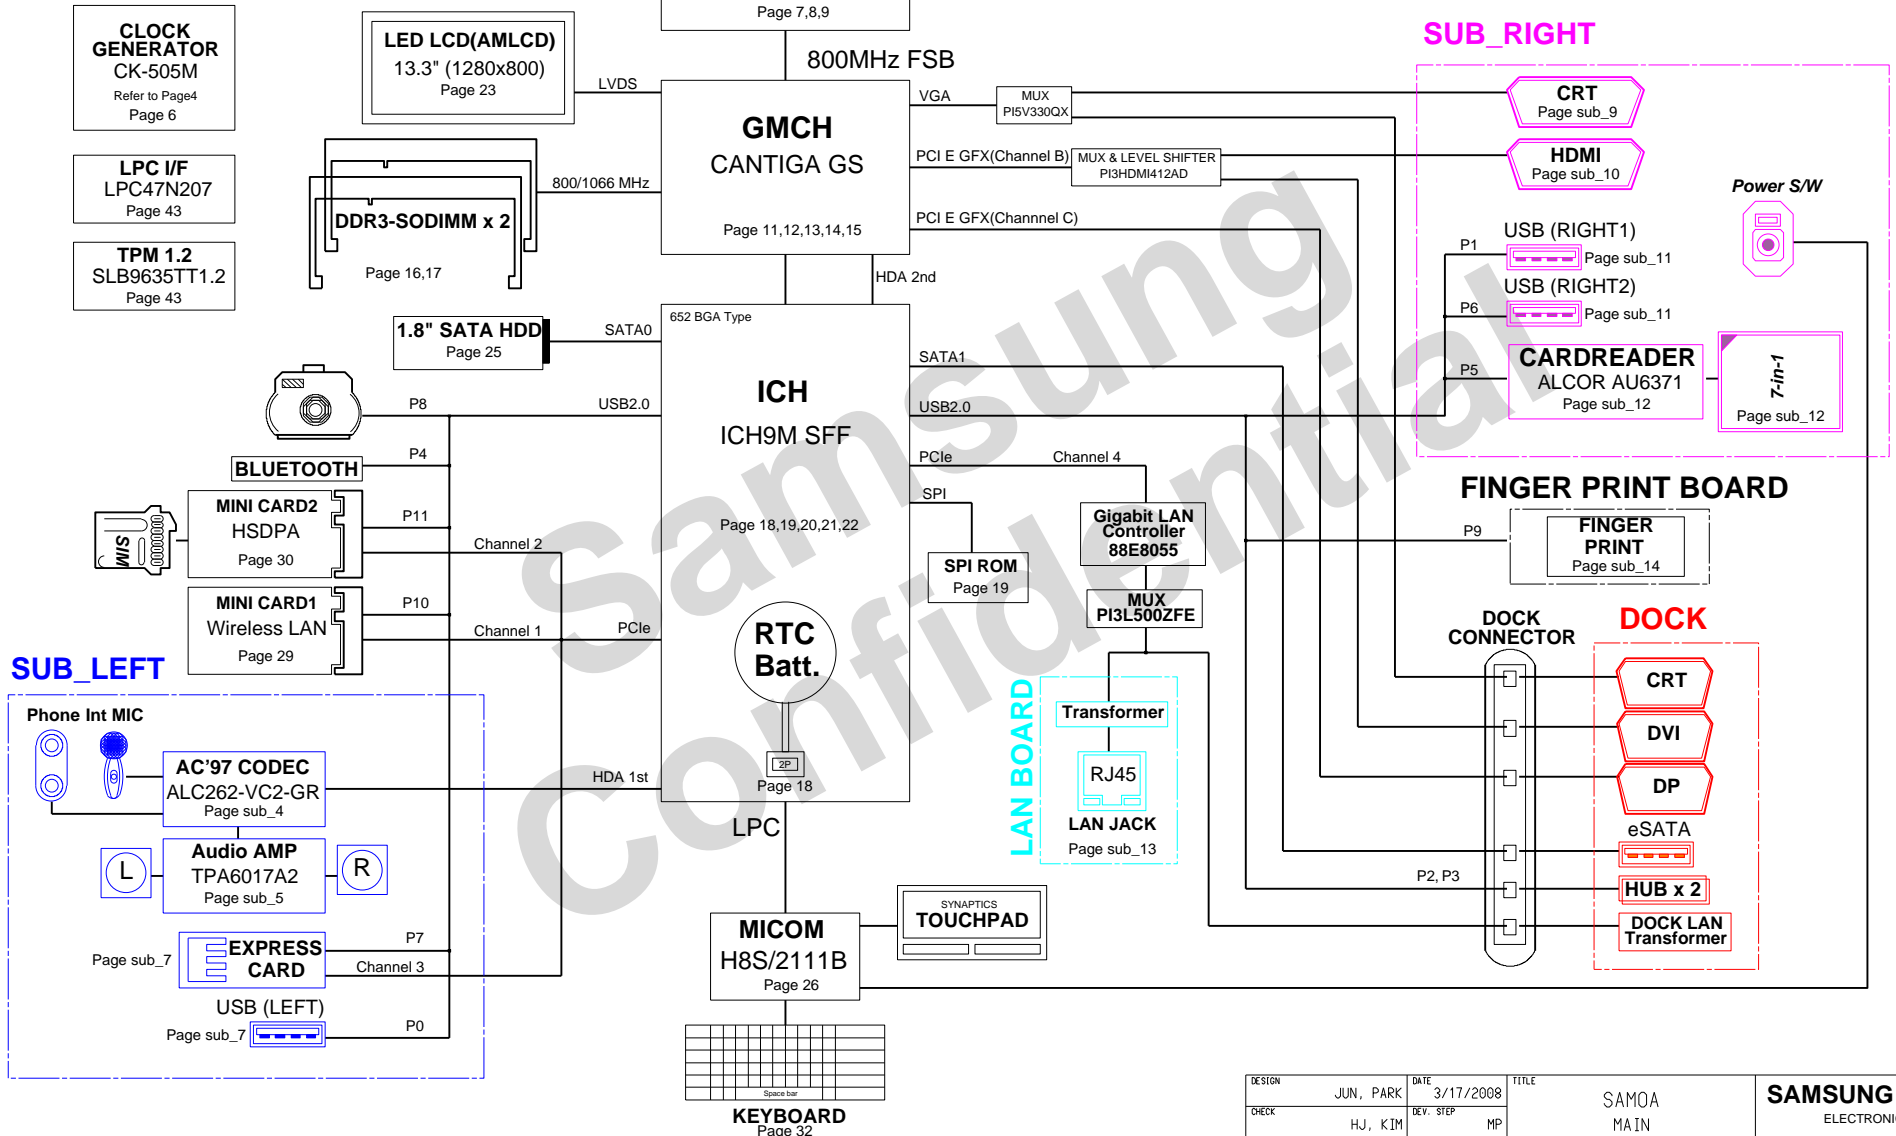 Page 7,8,9
CLOCK
GENERATOR
CK-505M
Refer to Page4
Page 6
LPC I/F
LPC47N207
Page 43
TPM 1.2
SLB9635TT1.2
Page 43
LED LCD(AMLCD)
13.3" (1280x800)
Page 23
LVDS
800MHz FSB
GMCH
CANTIGA GS
Page 11,12,13,14,15
DDR3-SODIMM x 2
Page 16,17
800/1066 MHz
VGA
MUX
PI5V330QX
PCI E GFX(Channel B)
MUX & LEVEL SHIFTER
PI3HDMI412AD
PCI E GFX(Channnel C)
HDA 2nd
SUB_RIGHT
CRT
Page sub_9
HDMI
Page sub_10
Power S/W
USB (RIGHT1)
P1
Page sub_11
USB (RIGHT2)
P6
Page sub_11
P5
CARDREADER
ALCOR AU6371
Page sub_12
7-in-1
Page sub_12
1.8" SATA HDD
Page 25
SATA0
652 BGA Type
ICH
ICH9M SFF
Page 18,19,20,21,22
SATA1
USB2.0
PCIe
Channel 4
SPI
SPI ROM
Page 19
Gigabit LAN
Controller
88E8055
MUX
PI3L500ZFE
P8
USB2.0
P4
BLUETOOTH
SIM
MINI CARD2
HSDPA
Page 30
P11
Channel 2
MINI CARD1
Wireless LAN
Page 29
P10
Channel 1
PCIe
RTC
Batt.
2P
Page 18
FINGER PRINT BOARD
P9
FINGER
PRINT
Page sub_14
DOCK
CONNECTOR
DOCK
CRT
DVI
DP
eSATA
P2, P3
HUB x 2
DOCK LAN
Transformer
LAN BOARD
Transformer
RJ45
LAN JACK
Page sub_13
SUB_LEFT
Phone Int MIC
AC'97 CODEC
ALC262-VC2-GR
Page sub_4
HDA 1st
L
Audio AMP
TPA6017A2
Page sub_5
R
Page sub_7
EXPRESS
CARD
P7
Channel 3
USB (LEFT)
Page sub_7
P0
LPC
MICOM
H8S/2111B
Page 26
SYNAPTICS
TOUCHPAD
Space bar
KEYBOARD
Page 32
Samsung
Confidential
DESIGN
JUN, PARK
DATE
3/17/2008
TITLE
SAMOA
MAIN
CHECK
HJ, KIM
DEV. STEP
MP
SAMSUNG
ELECTRONI